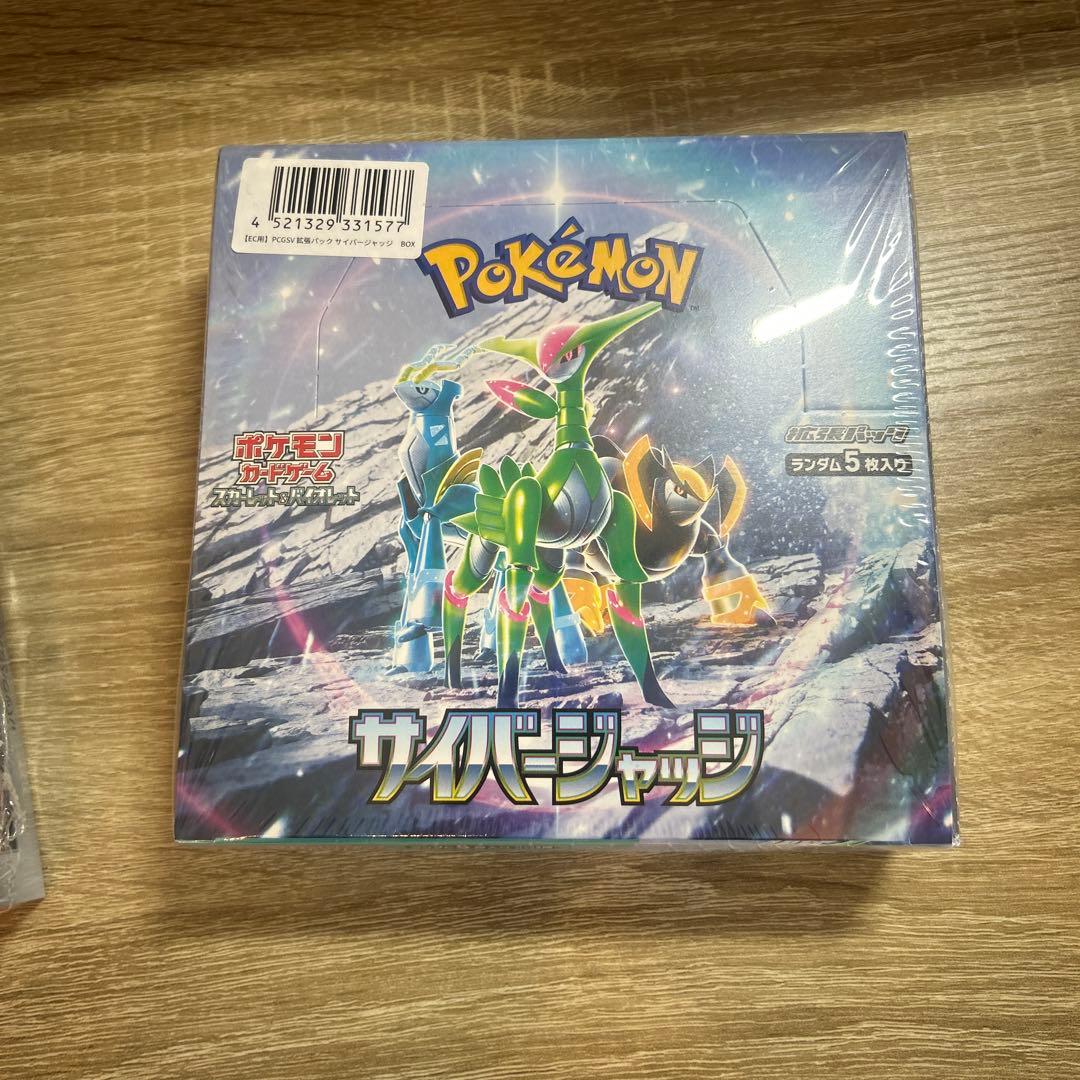 4 521329 331577
【EC用】PCGSV 拡張パック サイバージャッジ BOX
POKéMON
TM
ポケモン
カードゲーム
スカーレット&バイオレット
拡張パック
ランダム5枚入り
サイバージャッジ